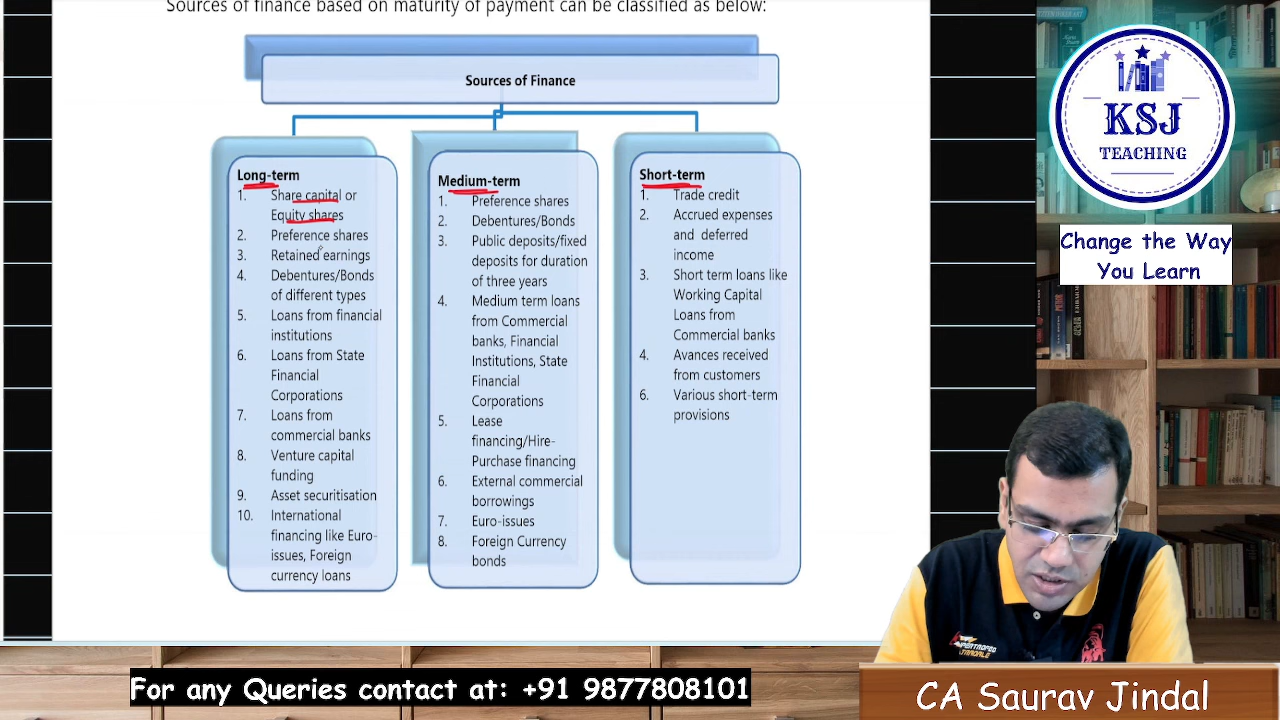 Sources of finance based on maturity of payment can be classified as below:
Sources of Finance
Long-term
1. Share capital or
Equity shares
2. Preference shares
3. Retained earnings
4. Debentures/Bonds
of different types
5. Loans from financial
institutions
6. Loans from State
Financial
Corporations
7. Loans from
commercial banks
8. Venture capital
funding
9. Asset securitisation
10. International
financing like Euro-
issues, Foreign
currency loans
Medium-term
1. Preference shares
2. Debentures/Bonds
3. Public deposits/fixed
deposits for duration
of three years
4. Medium term loans
from Commercial
banks, Financial
Institutions, State
Financial
Corporations
5. Lease
financing/Hire-
Purchase financing
6. External commercial
borrowings
7. Euro-issues
8. Foreign Currency
bonds
Short-term
1. Trade credit
2. Accrued expenses
and deferred
income
3. Short term loans like
Working Capital
Loans from
Commercial banks
4. Avances received
from customers
6. Various short-term
provisions
KSJ
TEACHING
Change the Way
You Learn
For any Queries contact at: +91 9877808101
CA Saurav Jindal